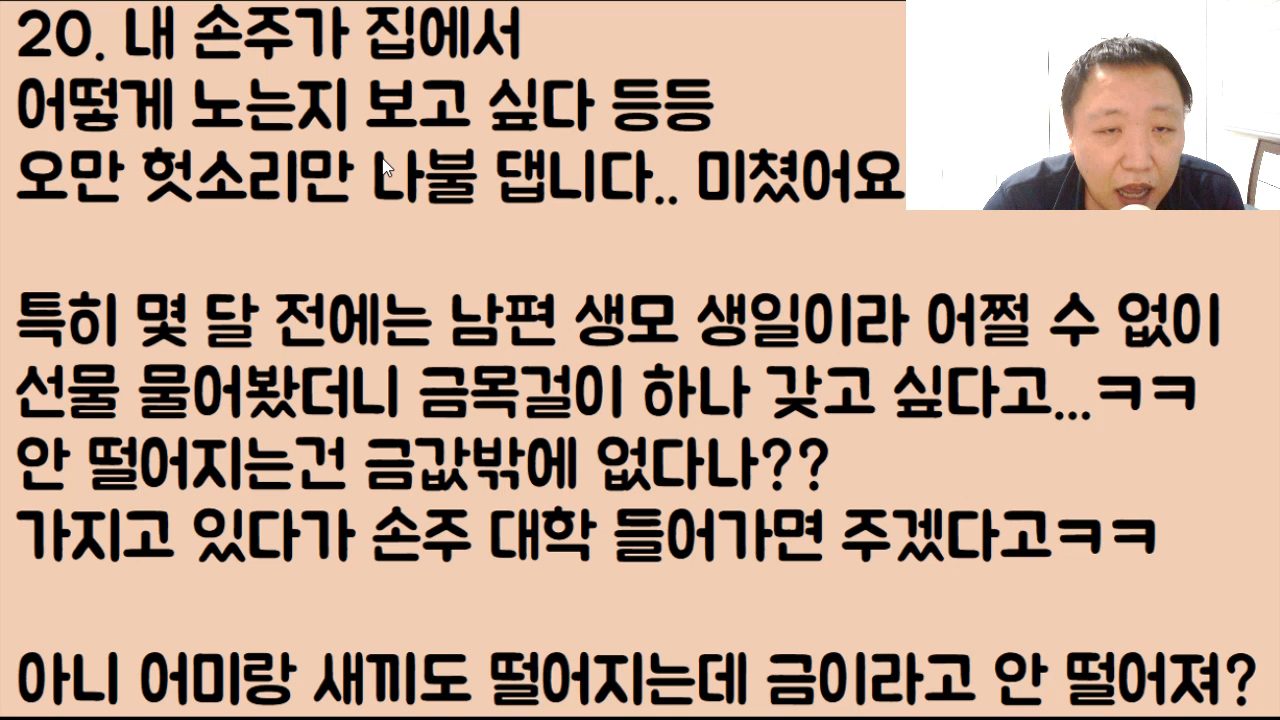 20. 내 손주가 집에서
어떻게 노는지 보고 싶다 등등
오만 헛소리만 나불 댑니다.. 미쳤어요
특히 몇 달 전에는 남편 생모 생일이라 어쩔 수 없이
선물 물어봤더니 금목걸이 하나 갖고 싶다고...ㅋㅋ
안 떨어지는건 금값밖에 없다나??
가지고 있다가 손주 대학 들어가면 주겠다고ㅋㅋ
아니 어미랑 새끼도 떨어지는데 금이라고 안 떨어져?